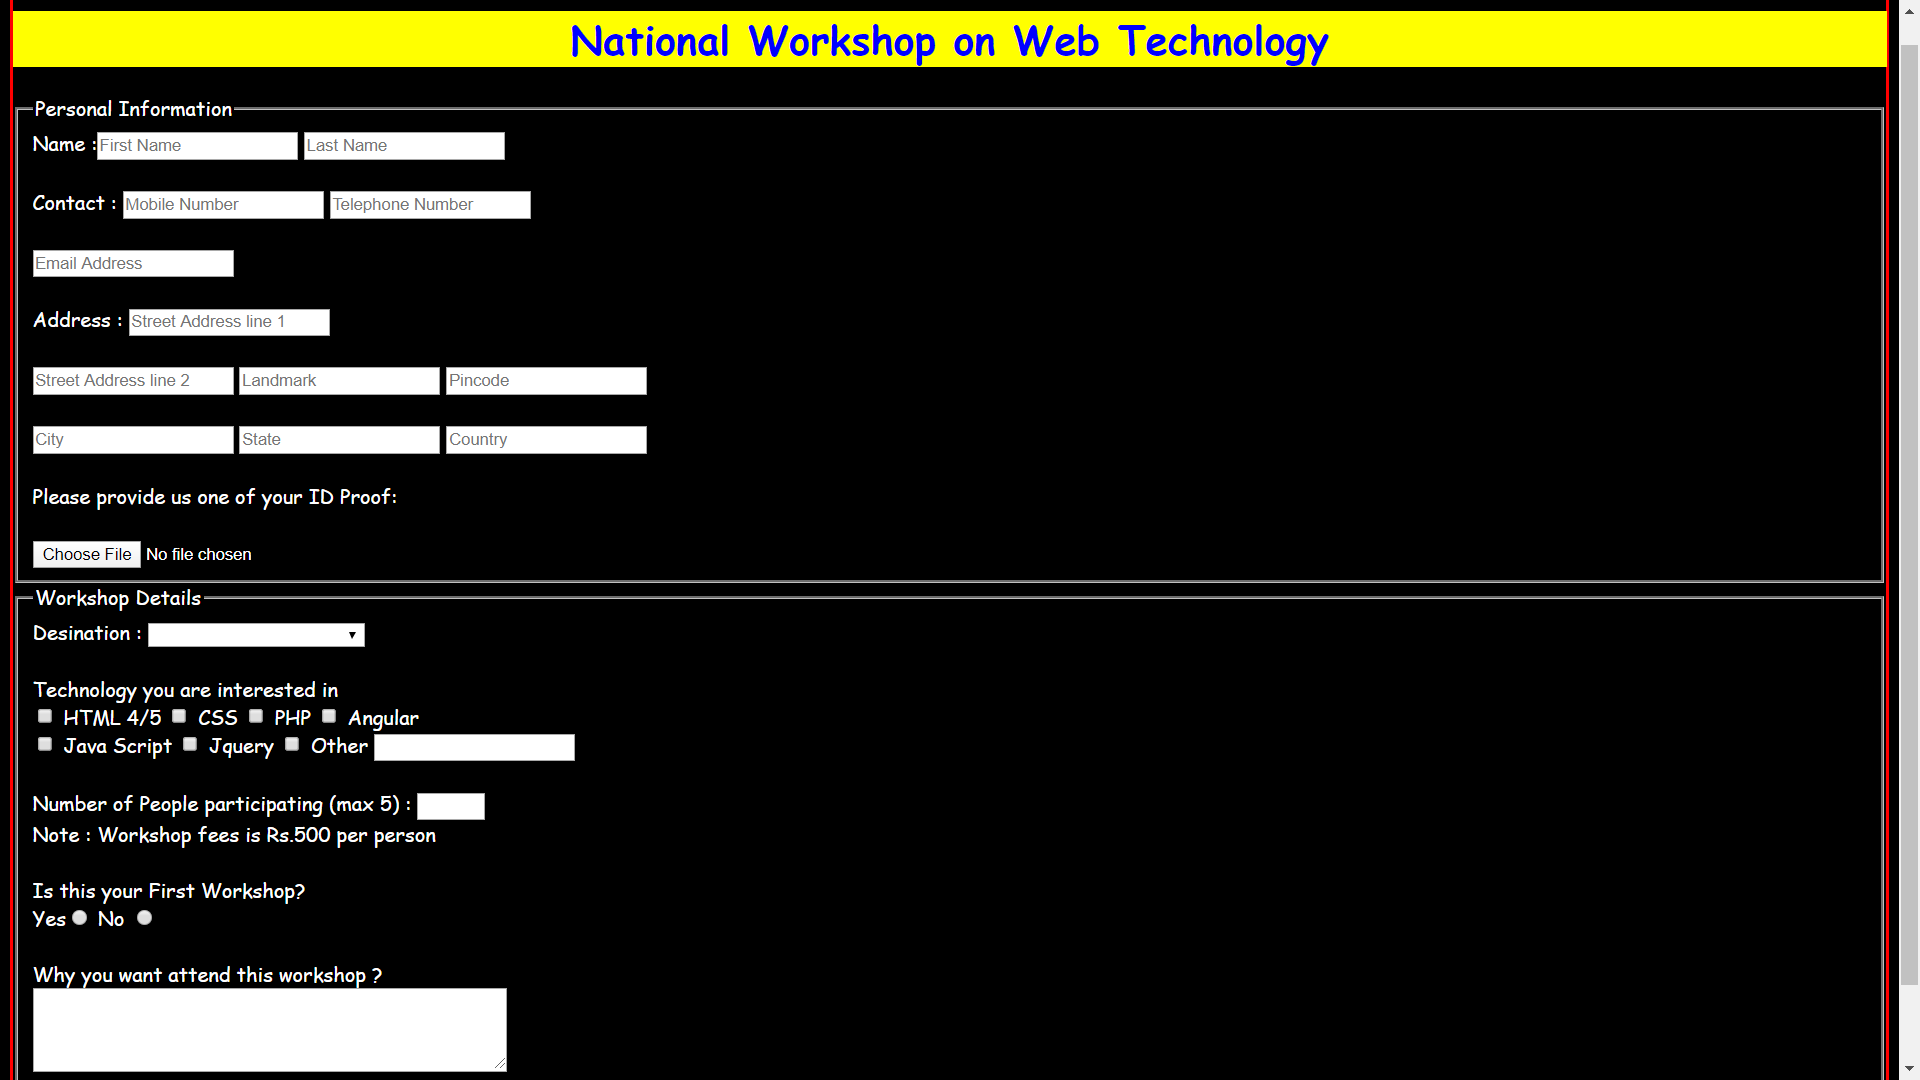 National Workshop on Web Technology
Personal Information
Name : First Name Last Name
Contact : Mobile Number Telephone Number
Email Address
Address : Street Address line 1
Street Address line 2 Landmark Pincode
City State Country
Please provide us one of your ID Proof:
Choose File No file chosen
Workshop Details
Desination :
Technology you are interested in
HTML 4/5 CSS PHP Angular
Java Script Jquery Other
Number of People participating (max 5) :
Note : Workshop fees is Rs.500 per person
Is this your First Workshop?
Yes No
Why you want attend this workshop ?